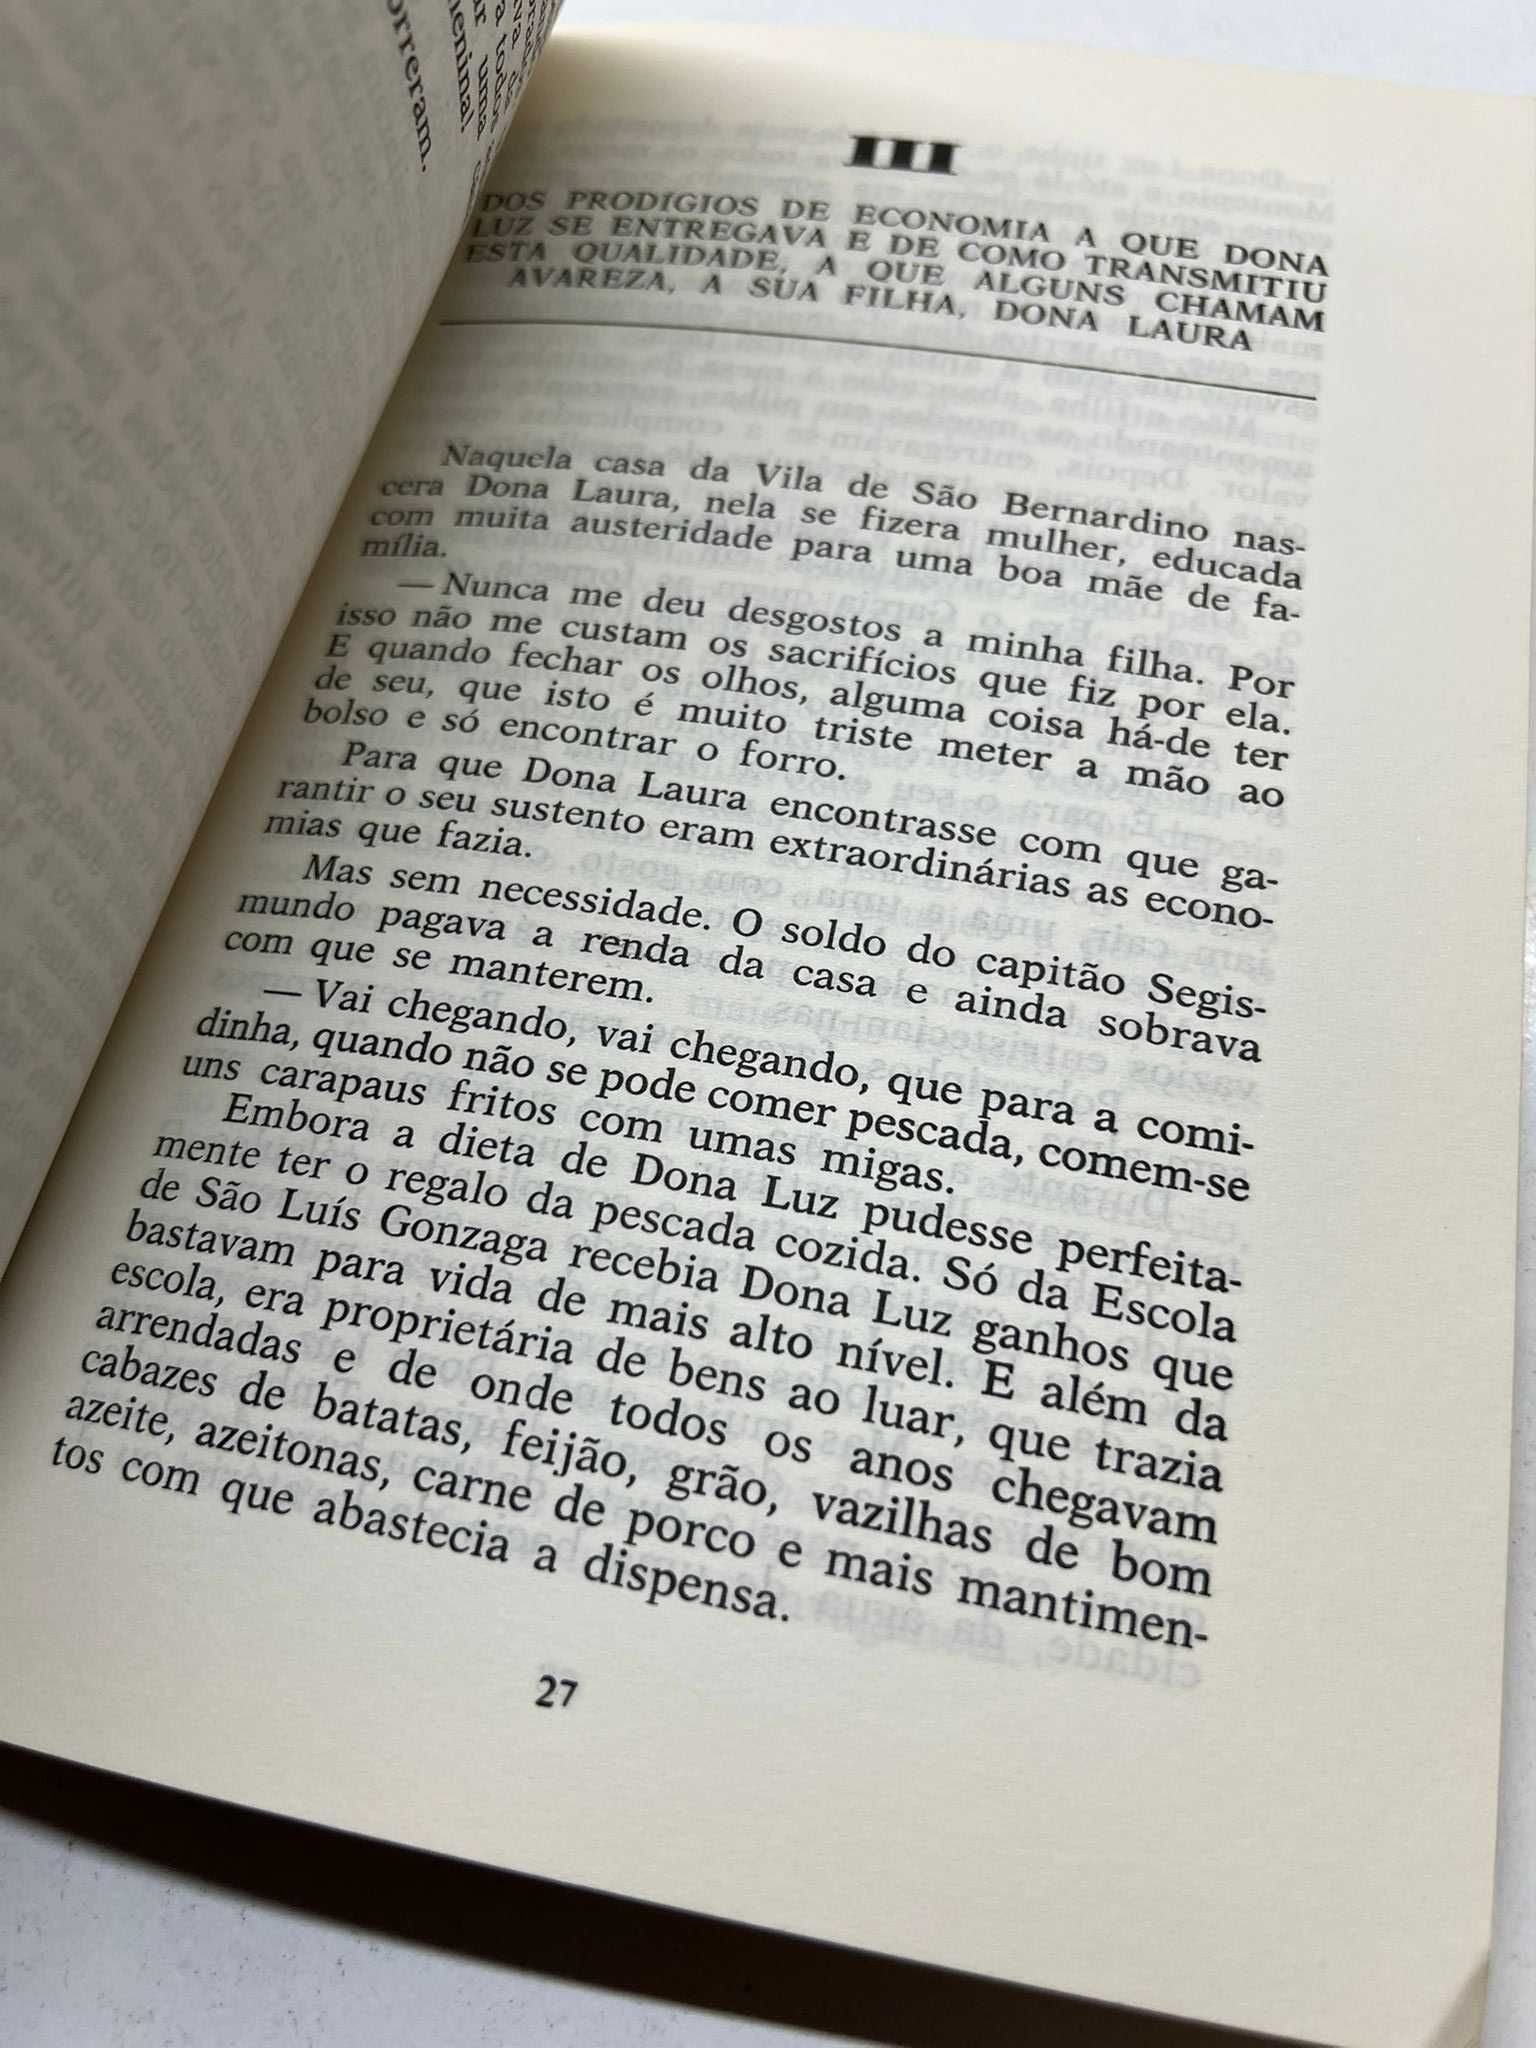 orreram.
menina!
III
DOS PRODÍGIOS DE ECONOMIA A QUE DONA
LUZ SE ENTREGAVA E DE COMO TRANSMITIU
ESTA QUALIDADE, A QUE ALGUNS CHAMAM
AVAREZA, A SUA FILHA, DONA LAURA
Naquela casa da Vila de São Bernardino nas-
cera Dona Laura, nela se fizera mulher, educada
com muita austeridade para uma boa mãe de fa-
mília.
— Nunca me deu desgostos a minha filha. Por
isso não me custam os sacrifícios que fiz por ela.
E quando fechar os olhos, alguma coisa há-de ter
de seu, que isto é muito triste meter a mão ao
bolso e só encontrar o forro.
Para que Dona Laura encontrasse com que ga-
rantir o seu sustento eram extraordinárias as econo-
mias que fazia.
Mas sem necessidade. O soldo do capitão Segis-
mundo pagava a renda da casa e ainda sobrava
com que se manterem.
— Vai chegando, vai chegando, que para a comi-
dinha, quando não se pode comer pescada, comem-se
uns carapaus fritos com umas migas.
Embora a dieta de Dona Luz pudesse perfeita-
mente ter o regalo da pescada cozida. Só da Escola
de São Luís Gonzaga recebia Dona Luz ganhos que
bastavam para vida de mais alto nível. E além da
escola, era proprietária de bens ao luar, que trazia
arrendadas e de onde todos os anos chegavam
cabazes de batatas, feijão, grão, vazilhas de bom
azeite, azeitonas, carne de porco e mais mantimen-
tos com que abastecia a dispensa.
27